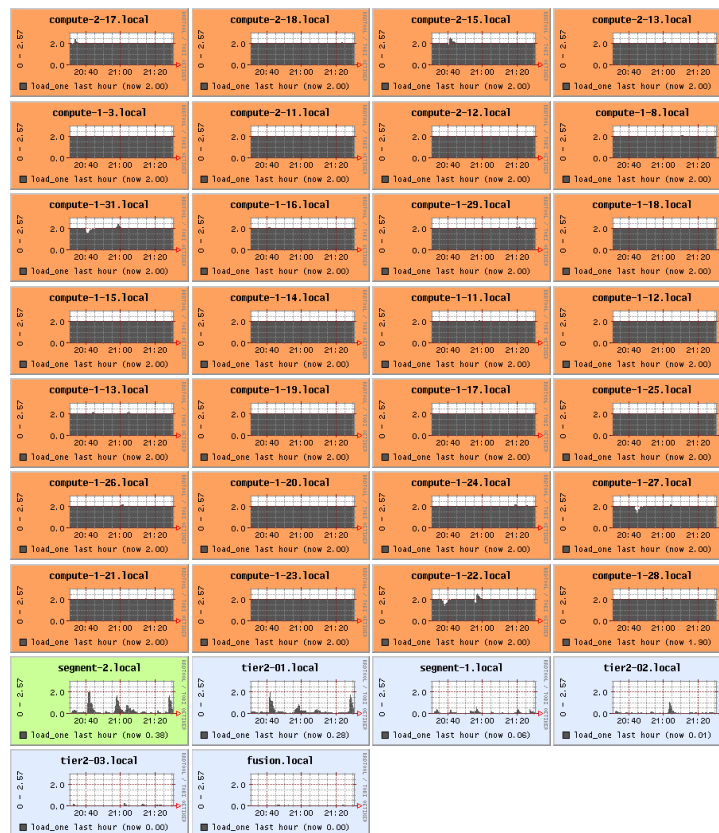 compute-2-17.local
0 - 2.57
2.0
0.0
20:40 21:00 21:20
load_one last hour (now 2.00)
compute-2-18.local
0 - 2.57
2.0
0.0
20:40 21:00 21:20
load_one last hour (now 2.00)
compute-2-15.local
0 - 2.57
2.0
0.0
20:40 21:00 21:20
load_one last hour (now 2.00)
compute-2-13.local
0 - 2.57
2.0
0.0
20:40 21:00 21:20
load_one last hour (now 2.00)
compute-1-3.local
0 - 2.57
2.0
0.0
20:40 21:00 21:20
load_one last hour (now 2.00)
compute-2-11.local
0 - 2.57
2.0
0.0
20:40 21:00 21:20
load_one last hour (now 2.00)
compute-2-12.local
0 - 2.57
2.0
0.0
20:40 21:00 21:20
load_one last hour (now 2.00)
compute-1-8.local
0 - 2.57
2.0
0.0
20:40 21:00 21:20
load_one last hour (now 2.00)
compute-1-31.local
0 - 2.57
2.0
0.0
20:40 21:00 21:20
load_one last hour (now 2.00)
compute-1-16.local
0 - 2.57
2.0
0.0
20:40 21:00 21:20
load_one last hour (now 2.00)
compute-1-29.local
0 - 2.57
2.0
0.0
20:40 21:00 21:20
load_one last hour (now 2.00)
compute-1-18.local
0 - 2.57
2.0
0.0
20:40 21:00 21:20
load_one last hour (now 2.00)
compute-1-15.local
0 - 2.57
2.0
0.0
20:40 21:00 21:20
load_one last hour (now 2.00)
compute-1-14.local
0 - 2.57
2.0
0.0
20:40 21:00 21:20
load_one last hour (now 2.00)
compute-1-11.local
0 - 2.57
2.0
0.0
20:40 21:00 21:20
load_one last hour (now 2.00)
compute-1-12.local
0 - 2.57
2.0
0.0
20:40 21:00 21:20
load_one last hour (now 2.00)
compute-1-13.local
0 - 2.57
2.0
0.0
20:40 21:00 21:20
load_one last hour (now 2.00)
compute-1-19.local
0 - 2.57
2.0
0.0
20:40 21:00 21:20
load_one last hour (now 2.00)
compute-1-17.local
0 - 2.57
2.0
0.0
20:40 21:00 21:20
load_one last hour (now 2.00)
compute-1-25.local
0 - 2.57
2.0
0.0
20:40 21:00 21:20
load_one last hour (now 2.00)
compute-1-26.local
0 - 2.57
2.0
0.0
20:40 21:00 21:20
load_one last hour (now 2.00)
compute-1-20.local
0 - 2.57
2.0
0.0
20:40 21:00 21:20
load_one last hour (now 2.00)
compute-1-24.local
0 - 2.57
2.0
0.0
20:40 21:00 21:20
load_one last hour (now 2.00)
compute-1-27.local
0 - 2.57
2.0
0.0
20:40 21:00 21:20
load_one last hour (now 2.00)
compute-1-21.local
0 - 2.57
2.0
0.0
20:40 21:00 21:20
load_one last hour (now 2.00)
compute-1-23.local
0 - 2.57
2.0
0.0
20:40 21:00 21:20
load_one last hour (now 2.00)
compute-1-22.local
0 - 2.57
2.0
0.0
20:40 21:00 21:20
load_one last hour (now 2.00)
compute-1-28.local
0 - 2.57
2.0
0.0
20:40 21:00 21:20
load_one last hour (now 1.90)
segment-2.local
0 - 2.57
2.0
0.0
20:40 21:00 21:20
load_one last hour (now 0.38)
tier2-01.local
0 - 2.57
2.0
0.0
20:40 21:00 21:20
load_one last hour (now 0.28)
segment-1.local
0 - 2.57
2.0
0.0
20:40 21:00 21:20
load_one last hour (now 0.06)
tier2-02.local
0 - 2.57
2.0
0.0
20:40 21:00 21:20
load_one last hour (now 0.01)
tier2-03.local
0 - 2.57
2.0
0.0
20:40 21:00 21:20
load_one last hour (now 0.00)
fusion.local
0 - 2.57
2.0
0.0
20:40 21:00 21:20
load_one last hour (now 0.00)